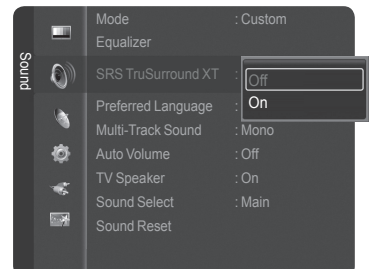 Sound
Mode : Custom
Equalizer
SRS TruSurround XT :
Off
On
Preferred Language :
Multi-Track Sound : Mono
Auto Volume : Off
TV Speaker : On
Sound Select : Main
Sound Reset